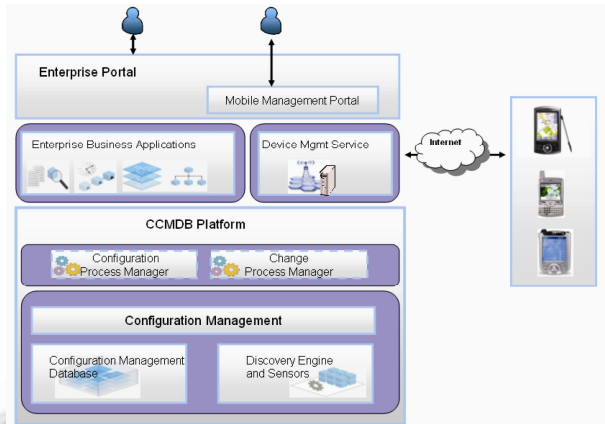 Enterprise Portal
Mobile Management Portal
Enterprise Business Applications
Device Mgmt Service
Internet
CCMDB Platform
Configuration
Process Manager
Change
Process Manager
Configuration Management
Configuration Management
Database
Discovery Engine
and Sensors